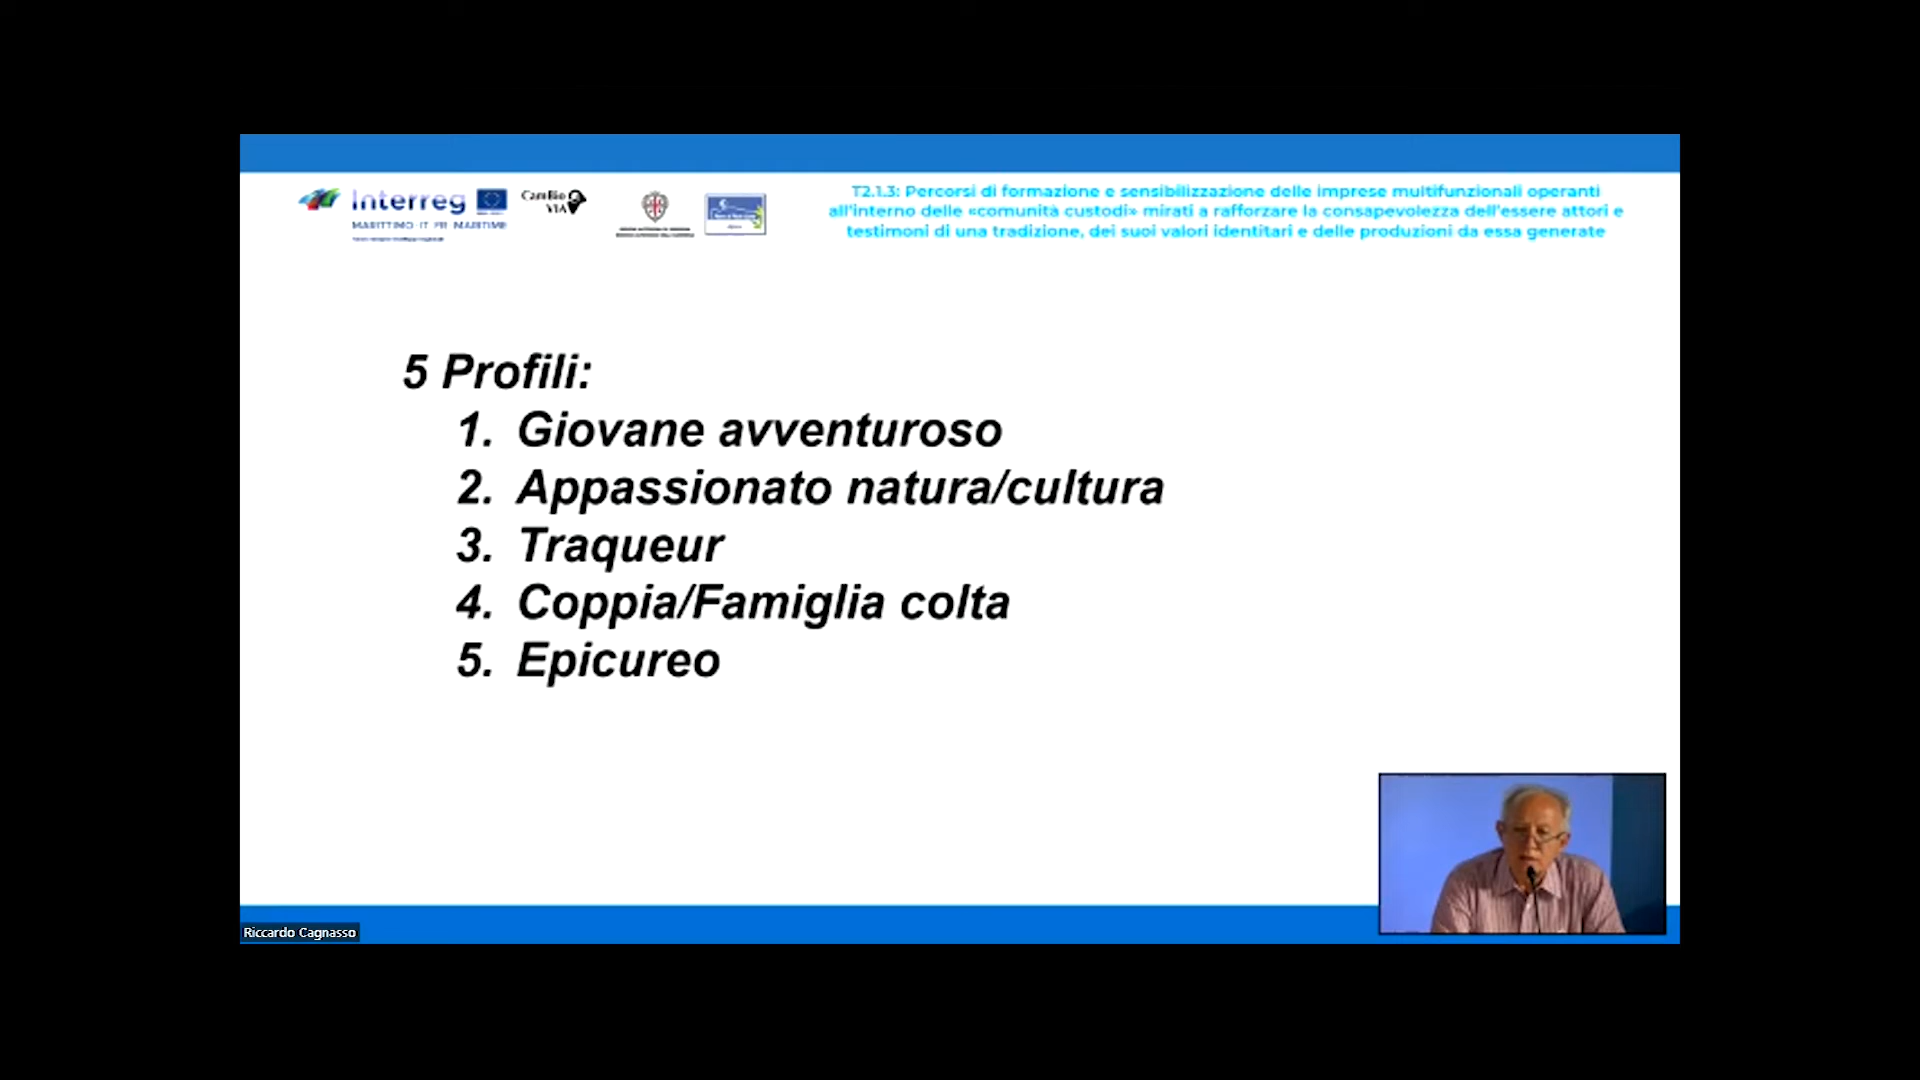 Interreg
MARITTIMO-IT FR-MARITIME
CamBio
VIA
T2.1.3: Percorsi di formazione e sensibilizzazione delle imprese multifunzionali operanti
all'interno delle «comunità custodi» mirati a rafforzare la consapevolezza dell'essere attori e
testimoni di una tradizione, dei suoi valori identitari e delle produzioni da essa generate
5 Profili:
1. Giovane avventuroso
2. Appassionato natura/cultura
3. Traqueur
4. Coppia/Famiglia colta
5. Epicureo
Riccardo Cagnasso